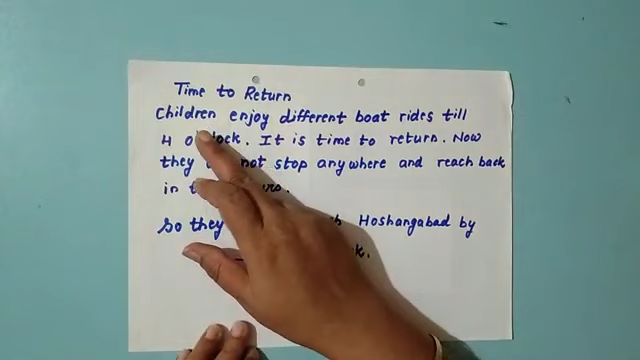 Time to Return
Children enjoy different boat rides till
4 o'clock. It is time to return. Now
they not stop anywhere and reach back
in
So they Hoshangabad by